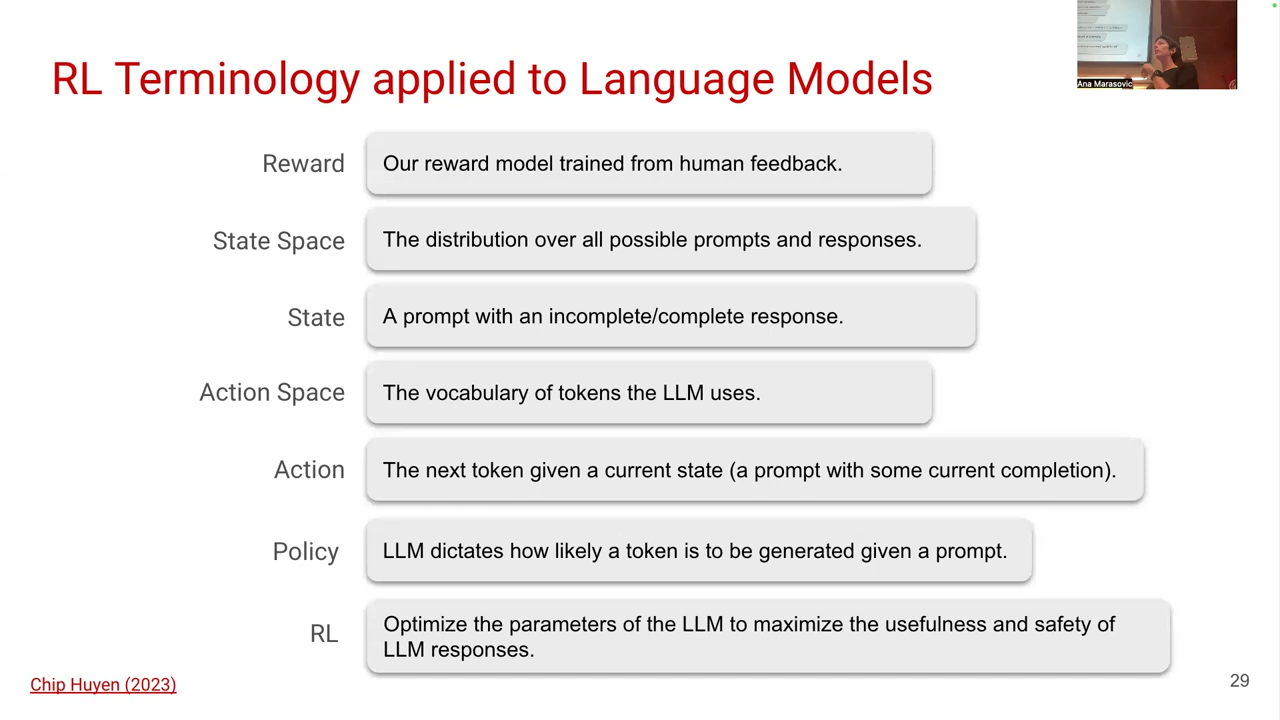 RL Terminology applied to Language Models
Ana Marasovic
Reward
Our reward model trained from human feedback.
State Space
The distribution over all possible prompts and responses.
State
A prompt with an incomplete/complete response.
Action Space
The vocabulary of tokens the LLM uses.
Action
The next token given a current state (a prompt with some current completion).
Policy
LLM dictates how likely a token is to be generated given a prompt.
RL
Optimize the parameters of the LLM to maximize the usefulness and safety of
LLM responses.
Chip Huyen (2023)
29